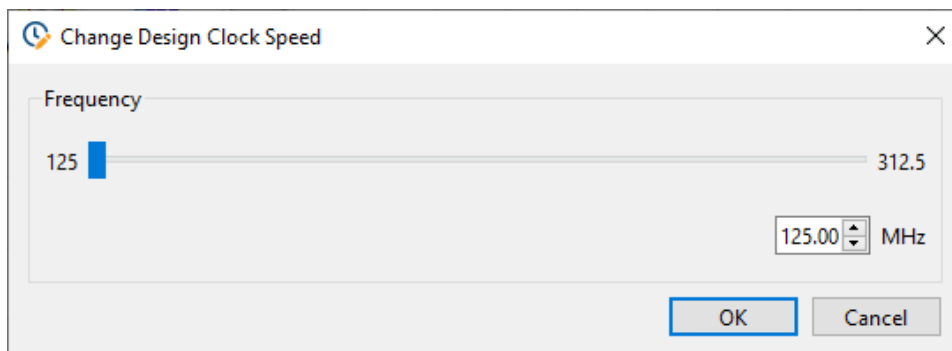 Change Design Clock Speed
Frequency
125 312.5
125.00 MHz
OK Cancel